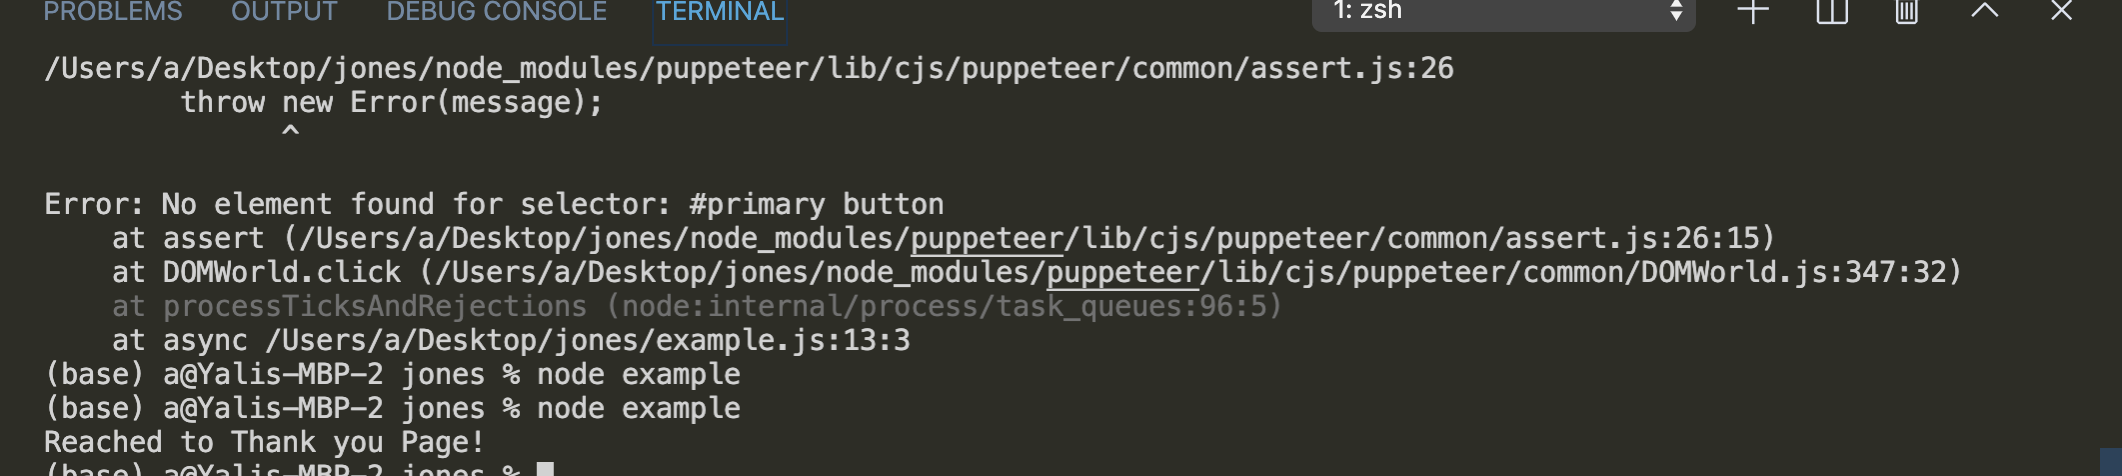 PROBLEMS OUTPUT DEBUG CONSOLE TERMINAL 1: zsh
/Users/a/Desktop/jones/node_modules/puppeteer/lib/cjs/puppeteer/common/assert.js:26
throw new Error(message);
^
Error: No element found for selector: #primary button
at assert (/Users/a/Desktop/jones/node_modules/puppeteer/lib/cjs/puppeteer/common/assert.js:26:15)
at DOMWorld.click (/Users/a/Desktop/jones/node_modules/puppeteer/lib/cjs/puppeteer/common/DOMWorld.js:347:32)
at processTicksAndRejections (node:internal/process/task_queues:96:5)
at async /Users/a/Desktop/jones/example.js:13:3
(base) a@Yalis-MBP-2 jones % node example
(base) a@Yalis-MBP-2 jones % node example
Reached to Thank you Page!
(base) a@Yalis-MBP-2 jones %